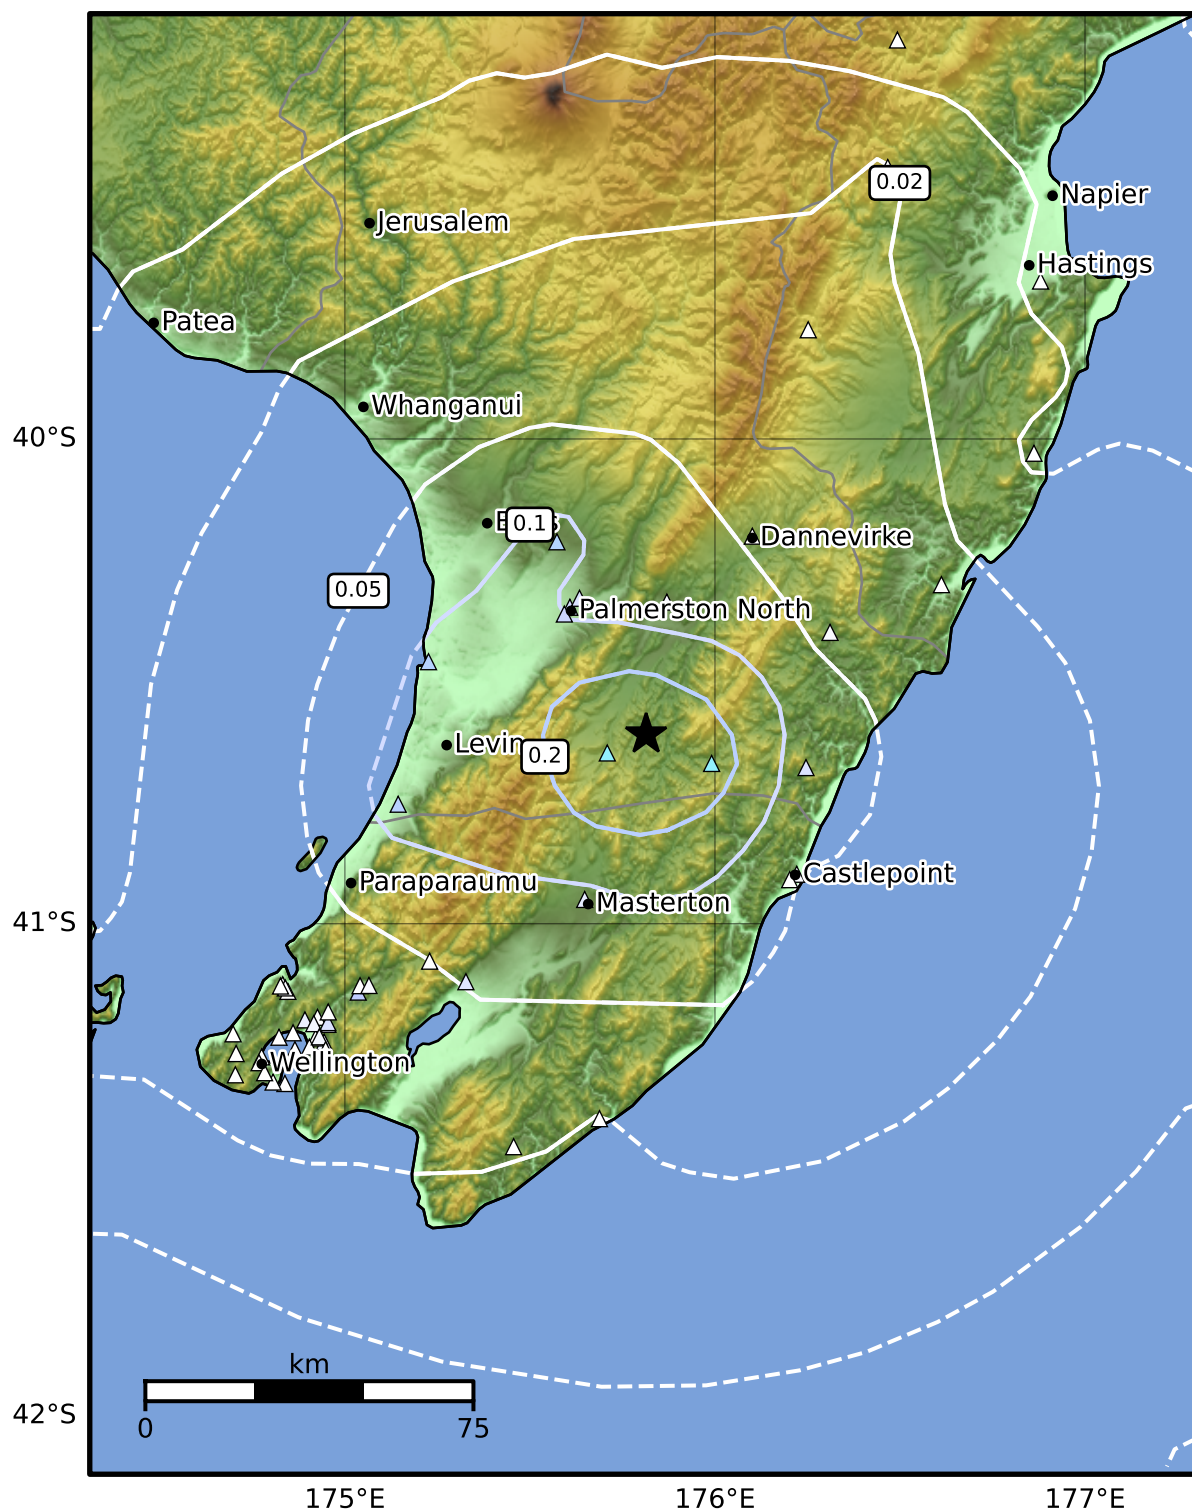 0.02
Napier
Jerusalem
Hastings
Patea
Whanganui
40°S
0.1
Dannevirke
0.05
Palmerston North
Levin
0.2
Castlepoint
Paraparaumu
Masterton
41°S
Wellington
km
0 75
42°S
175°E 176°E 177°E